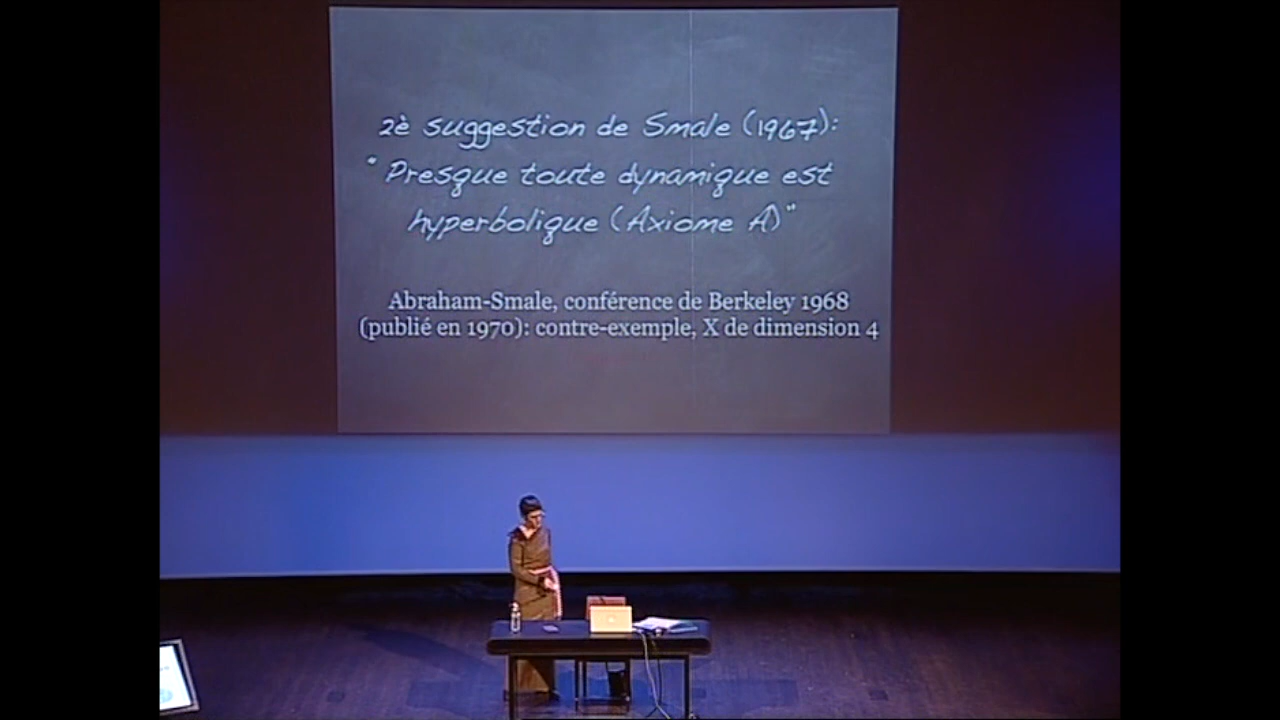 2è suggestion de Smale (1967):
"Presque toute dynamique est
hyperbolique (Axiome A)"
Abraham-Smale, conférence de Berkeley 1968
(publié en 1970): contre-exemple, X de dimension 4